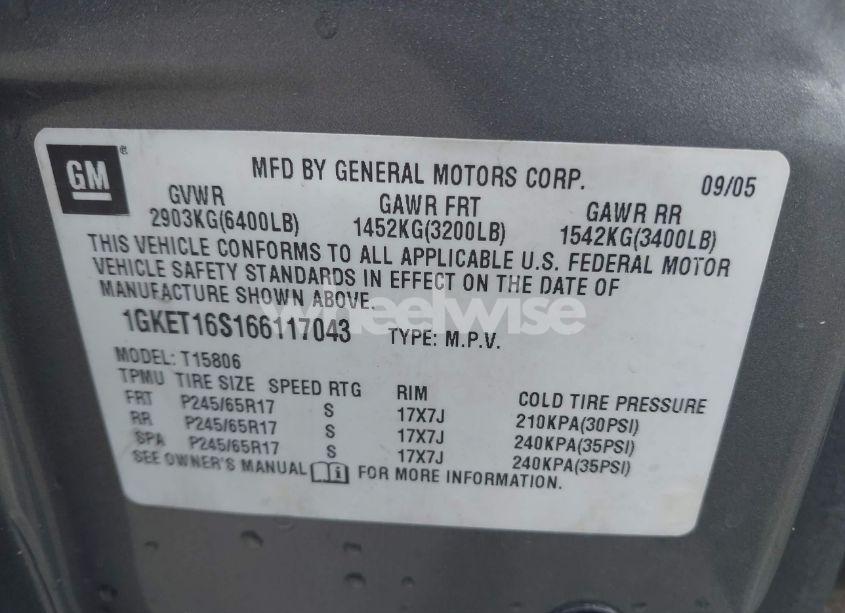 GM®
MFD BY GENERAL MOTORS CORP. 09/05
GVWR GAWR FRT GAWR RR
2903KG(6400LB) 1452KG(3200LB) 1542KG(3400LB)
THIS VEHICLE CONFORMS TO ALL APPLICABLE U.S. FEDERAL MOTOR
VEHICLE SAFETY STANDARDS IN EFFECT ON THE DATE OF
MANUFACTURE SHOWN ABOVE.
wheelwise
1GKET16S166117043 TYPE: M.P.V.
MODEL: T15806
TPMU TIRE SIZE SPEED RTG RIM COLD TIRE PRESSURE
FRT P245/65R17 S 17X7J 210KPA(30PSI)
RR P245/65R17 S 17X7J 240KPA(35PSI)
SPA P245/65R17 S 17X7J 240KPA(35PSI)
SEE OWNER'S MANUAL FOR MORE INFORMATION.